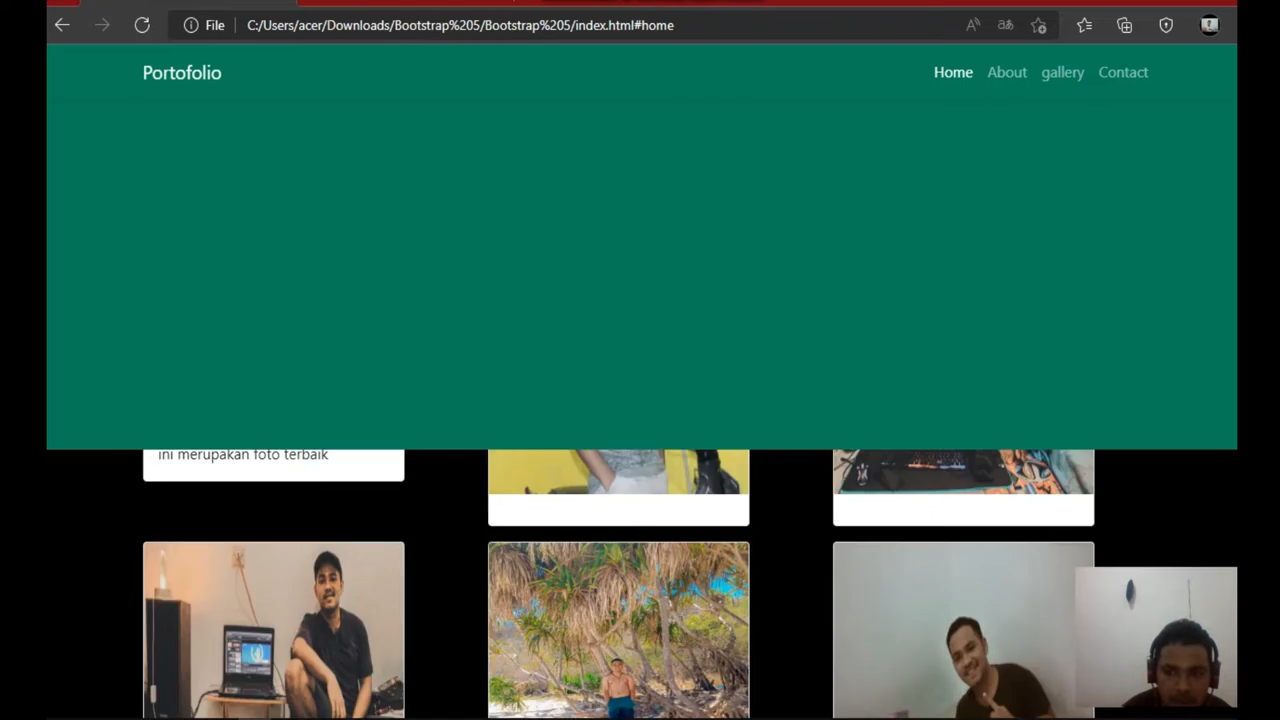 File C:/Users/acer/Downloads/Bootstrap%205/Bootstrap%205/index.html#home
Portofolio Home About gallery Contact
ini merupakan foto terbaik